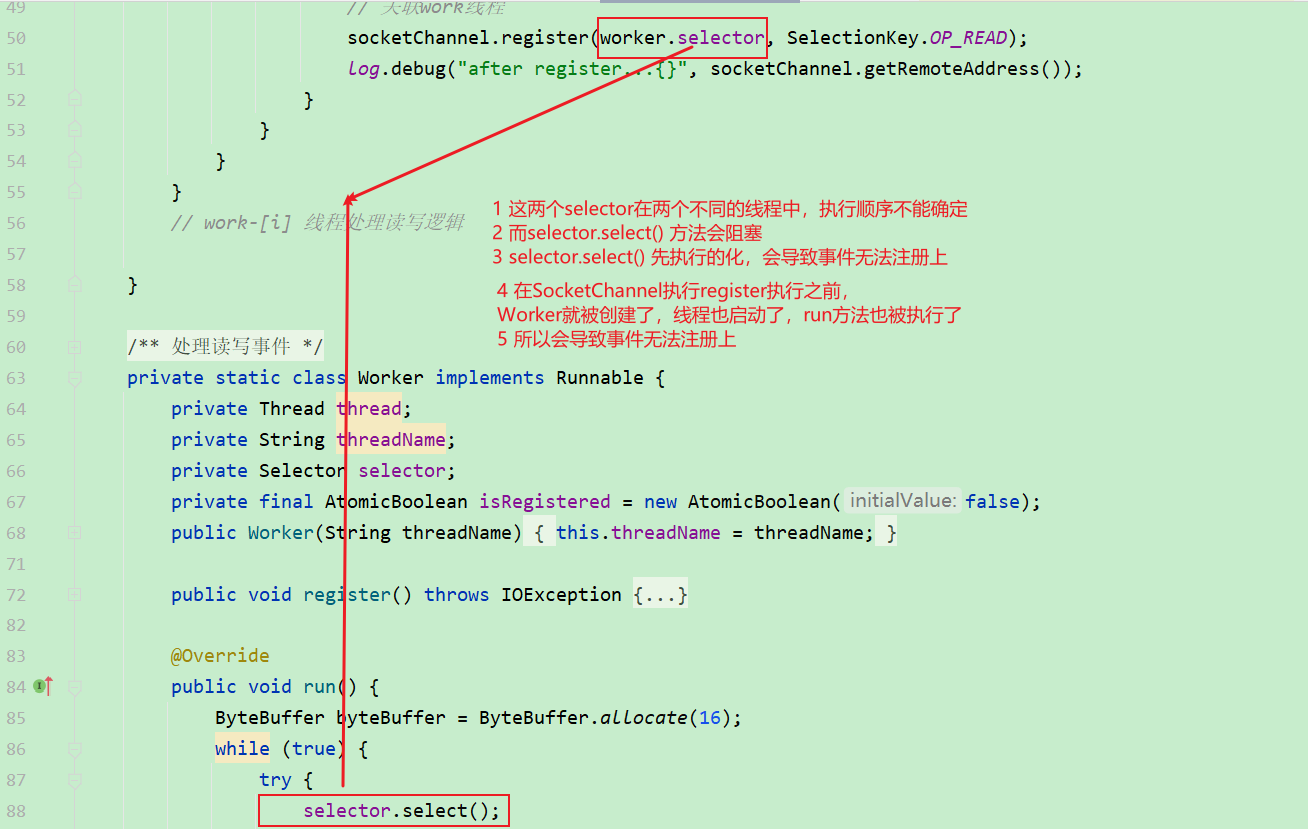 49 // 关联work线程
50 socketChannel.register(worker.selector, SelectionKey.OP_READ);
51 log.debug("after register...{}", socketChannel.getRemoteAddress());
52 }
53 }
54 }
55 }
56 // work-[i] 线程处理读写逻辑
1 这两个selector在两个不同的线程中，执行顺序不能确定
2 而selector.select() 方法会阻塞
57
3 selector.select() 先执行的化，会导致事件无法注册上
58 }
4 在SocketChannel执行register执行之前，
59
Worker就被创建了，线程也启动了，run方法也被执行了
5 所以会导致事件无法注册上
60 /** 处理读写事件 */
63 private static class Worker implements Runnable {
64 private Thread thread;
65 private String threadName;
66 private Selector selector;
67 private final AtomicBoolean isRegistered = new AtomicBoolean( initialValue: false);
68 public Worker(String threadName) { this.threadName = threadName; }
71
72 public void register() throws IOException {...}
82
83 @Override
84 public void run() {
85 ByteBuffer byteBuffer = ByteBuffer.allocate(16);
86 while (true) {
87 try {
88 selector.select();